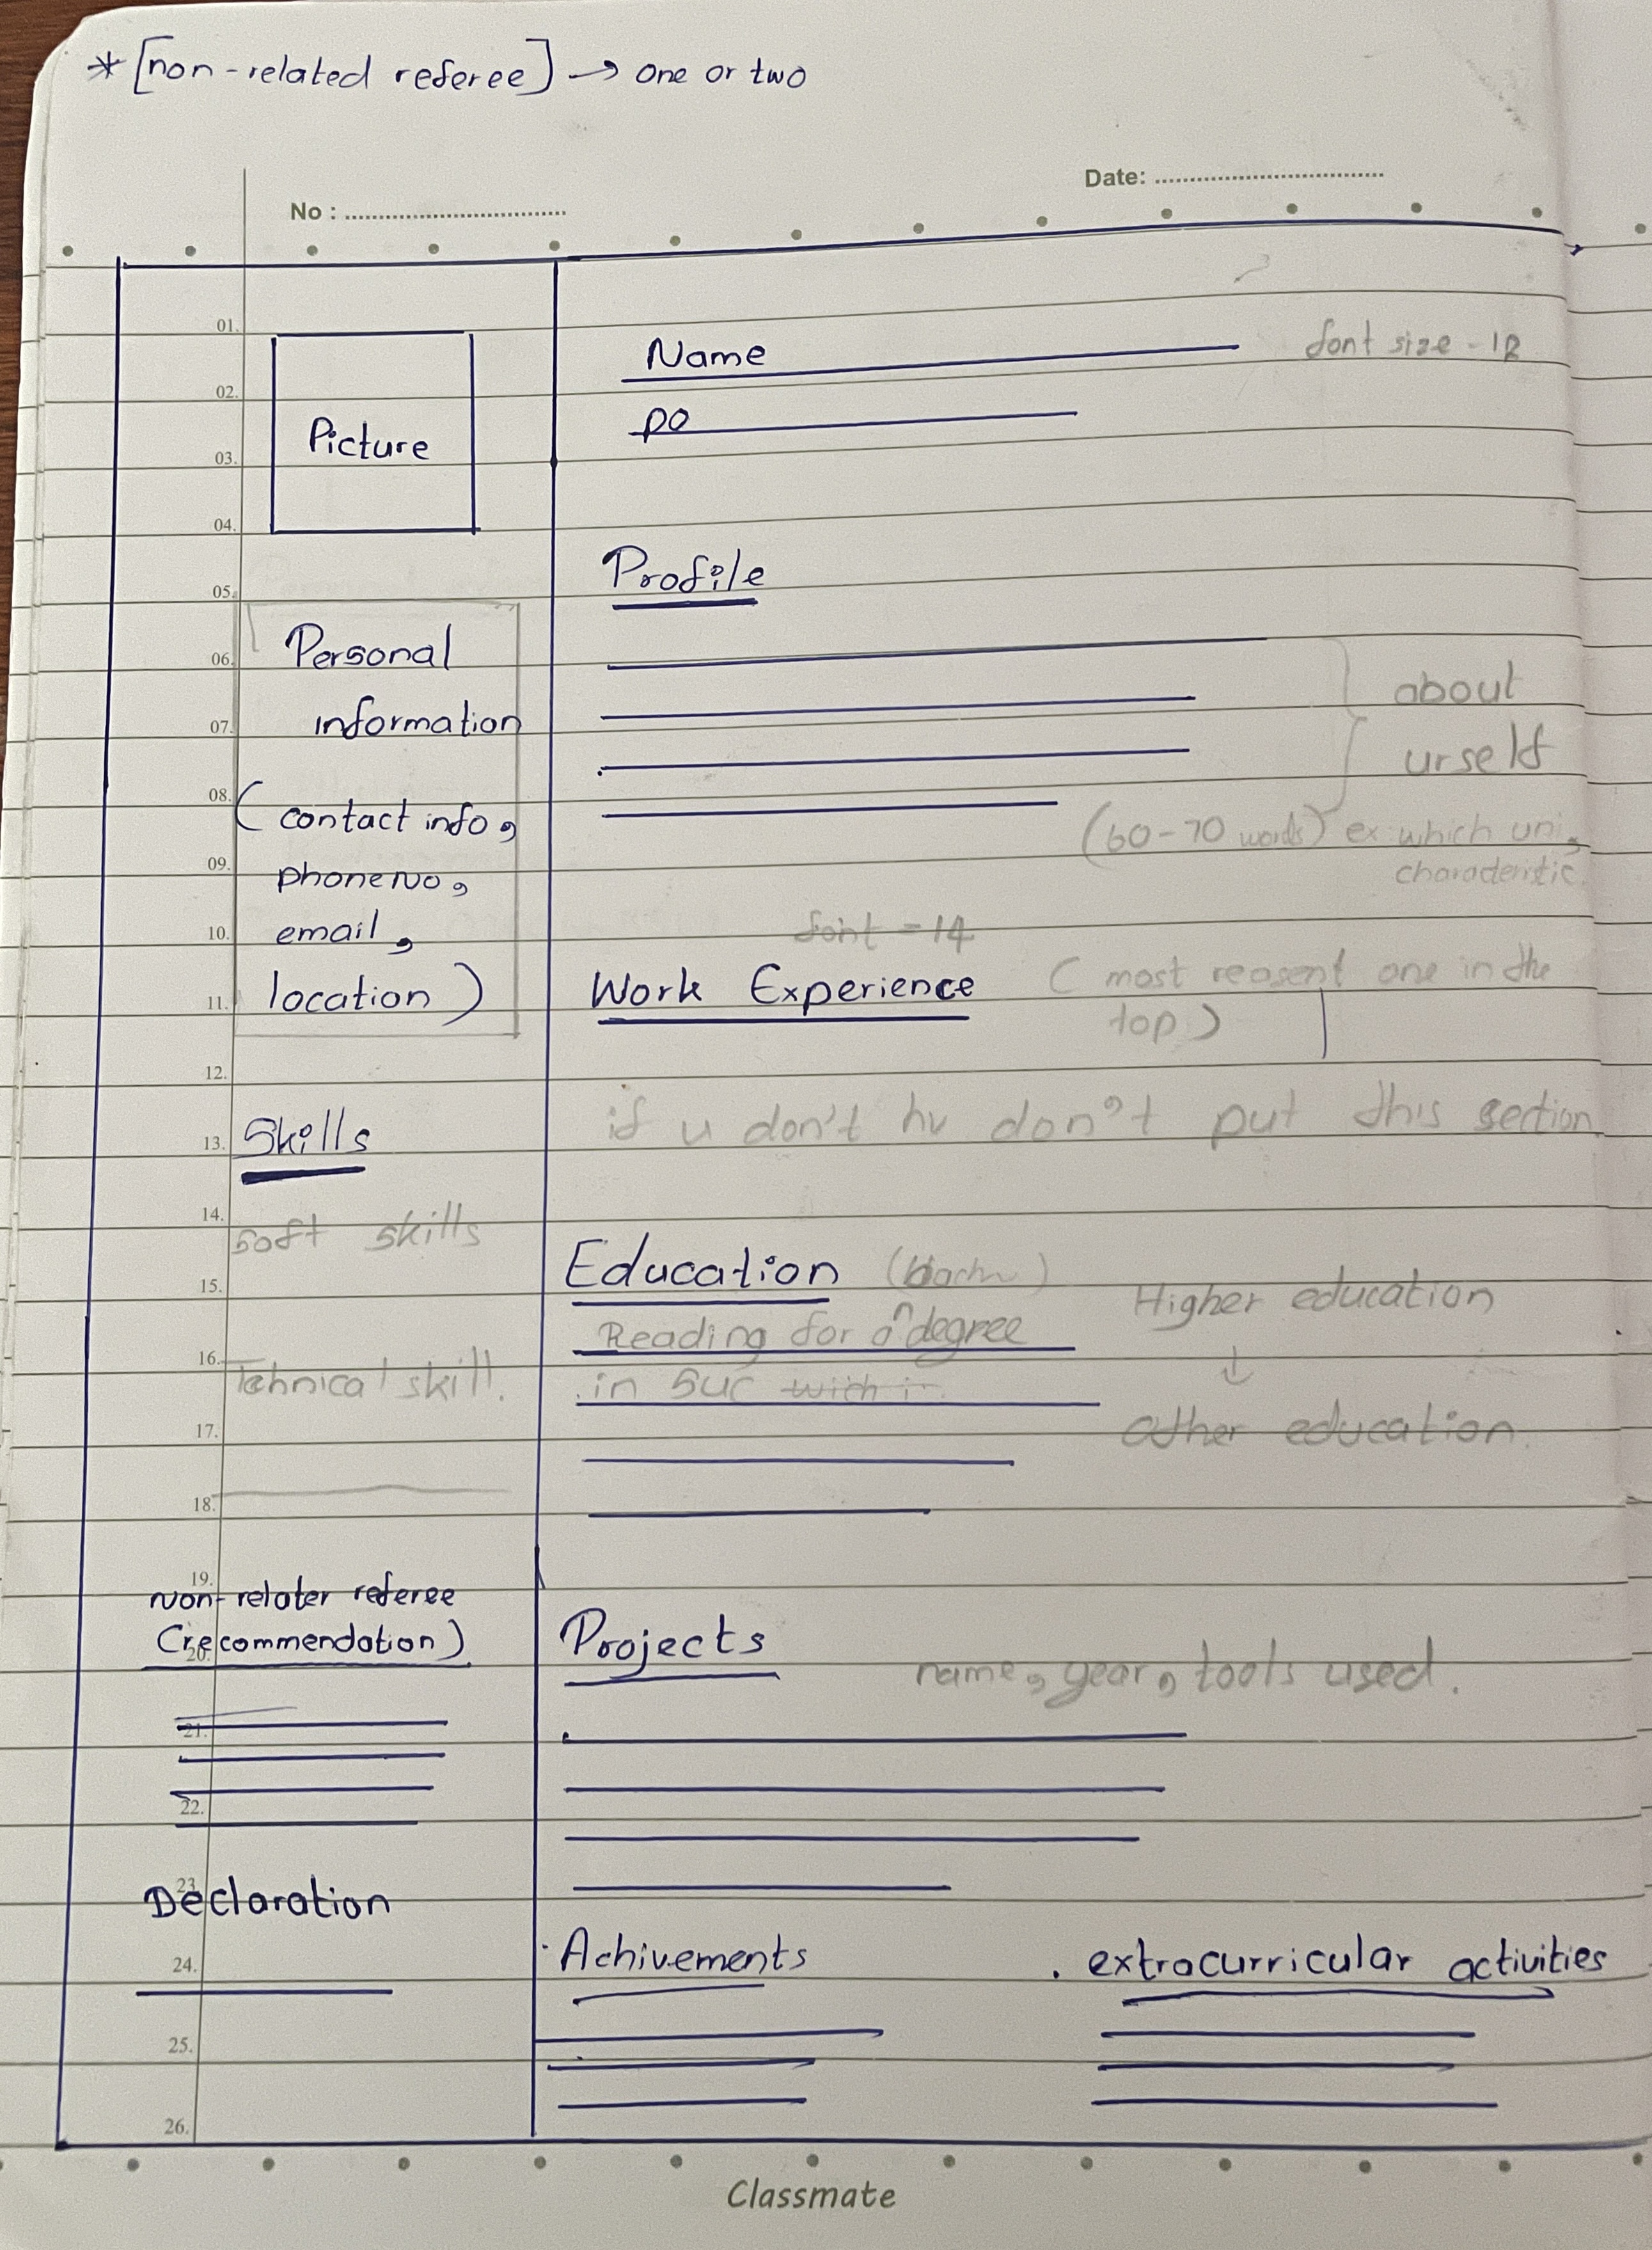 * [non-related referee] → one or two
Date: ..................................
No : ..................................
01.
02.
03.
04.
Picture
Name
font size - 12
po
Profile
05.
06.
07.
08.
09.
10.
11.
Personal
information
( contact info,
phone no,
email,
location )
about
urself
(60-70 words) ex: which uni,
characteristic.
font = 14
Work Experience ( most reasent one in the
top )
if u don't hv don't put this section
12.
13.
14.
15.
16.
17.
18.
Skills
soft skills
Tehnical skill.
Education
Reading for a degree
in SUC with
Higher education
↓
Other education.
19.
20.
21.
22.
23.
24.
25.
26.
Non-relater referee
(recommendation)
Declaration
Projects
name, year, tools used.
. Achivements
. extracurricular activities
Classmate